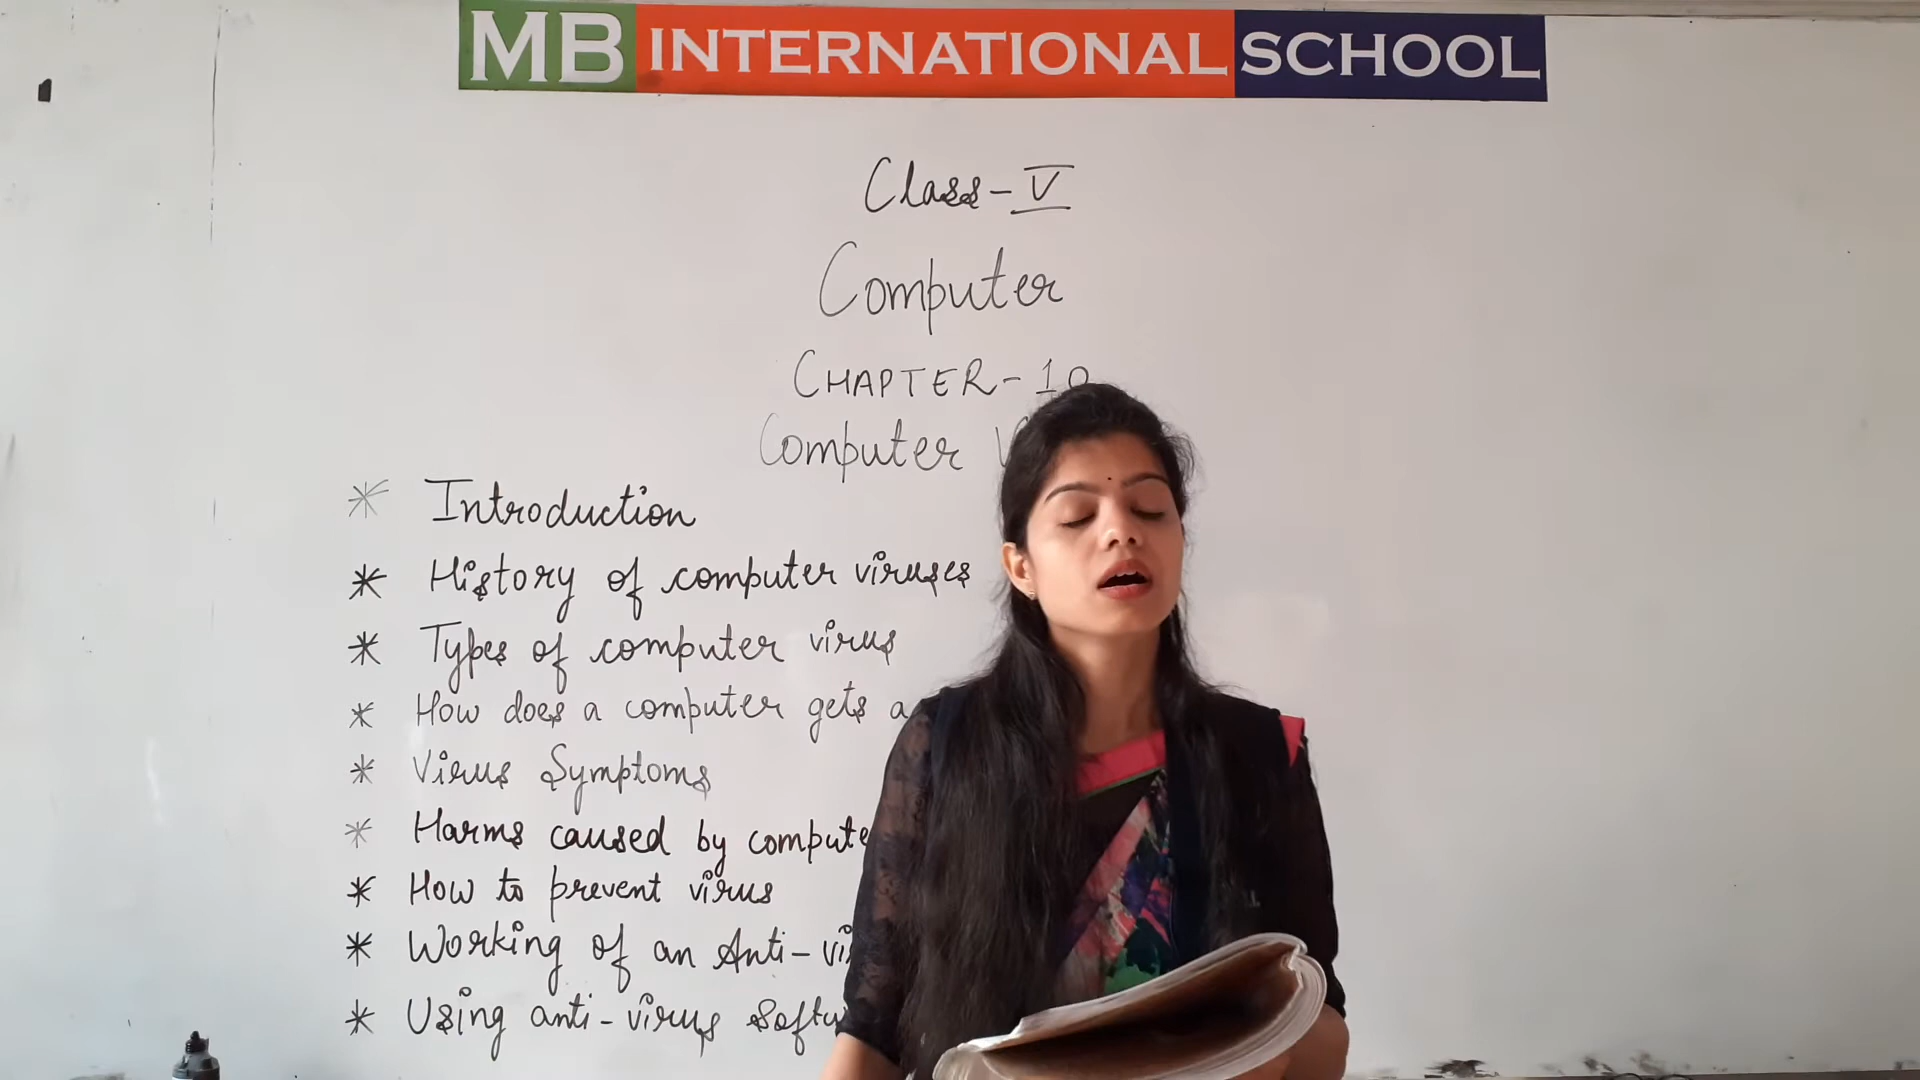 MB INTERNATIONAL SCHOOL
Class - V
Computer
CHAPTER - 10
Computer
* Introduction
* History of computer viruses
* Types of computer virus
* How does a computer gets a
* Virus Symptoms
* Harms caused by
* How to prevent virus
* Working of an Anti-
* Using anti-virus